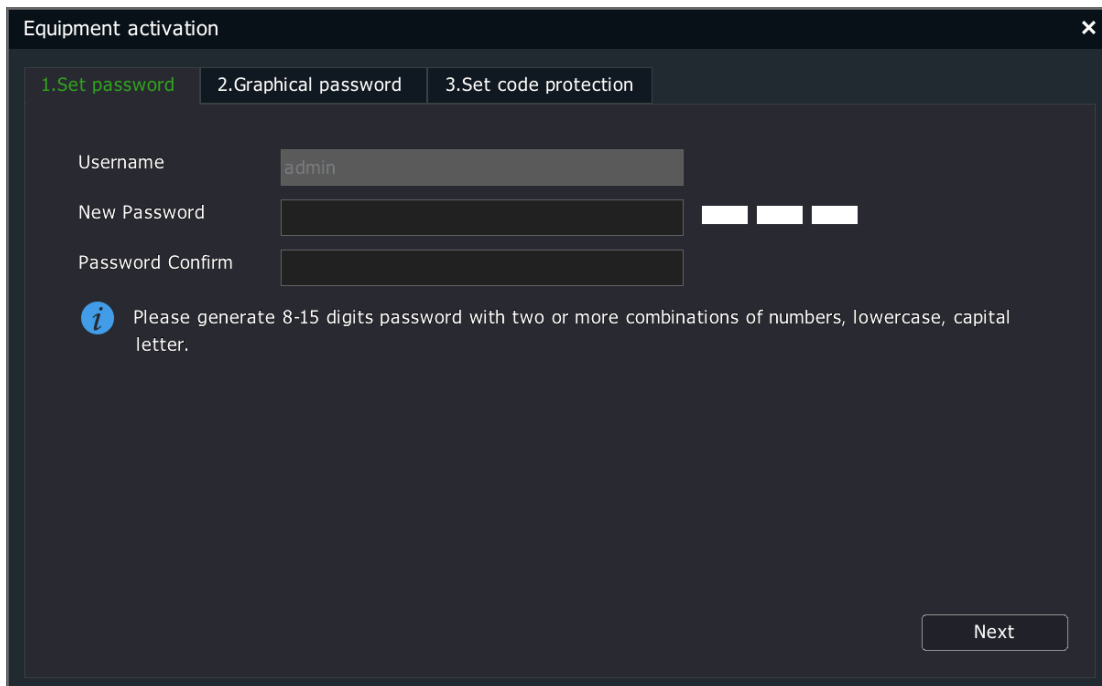 Equipment activation
1.Set password 2.Graphical password 3.Set code protection
Username admin
New Password
Password Confirm
Please generate 8-15 digits password with two or more combinations of numbers, lowercase, capital
letter.
Next